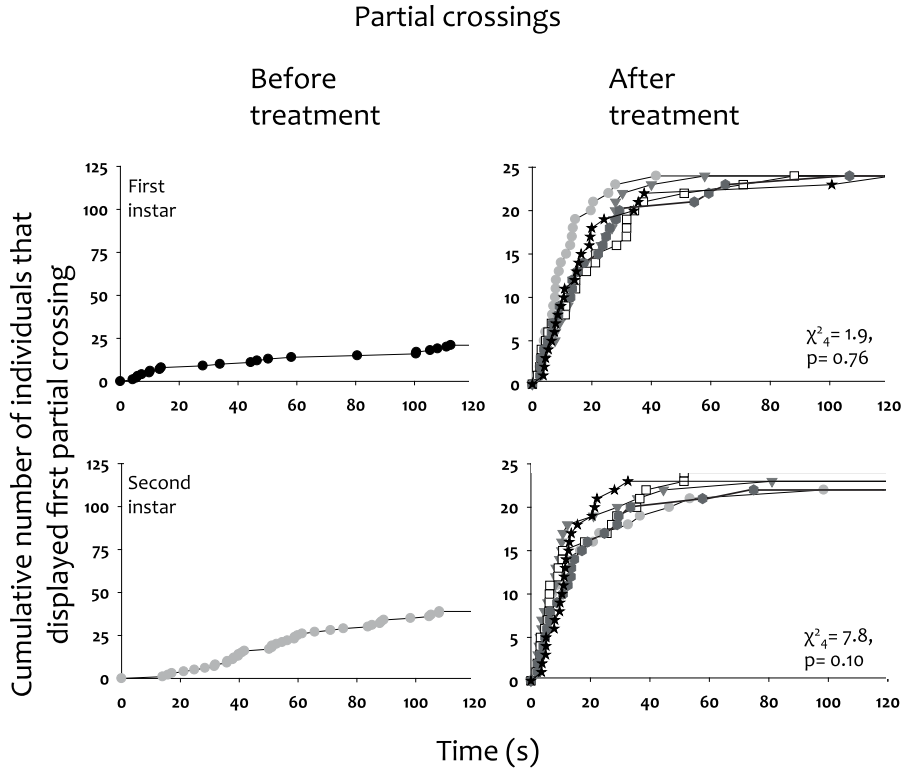 Partial crossings
Before
treatment
After
treatment
Cumulative number of individuals that
displayed first partial crossing
125
100
75
50
25
0
First
instar
0 20 40 60 80 100 120
25
20
15
10
5
0
χ²₄= 1.9,
p= 0.76
0 20 40 60 80 100 120
125
100
75
50
25
0
Second
instar
0 20 40 60 80 100 120
25
20
15
10
5
0
χ²₄= 7.8,
p= 0.10
0 20 40 60 80 100 120
Time (s)